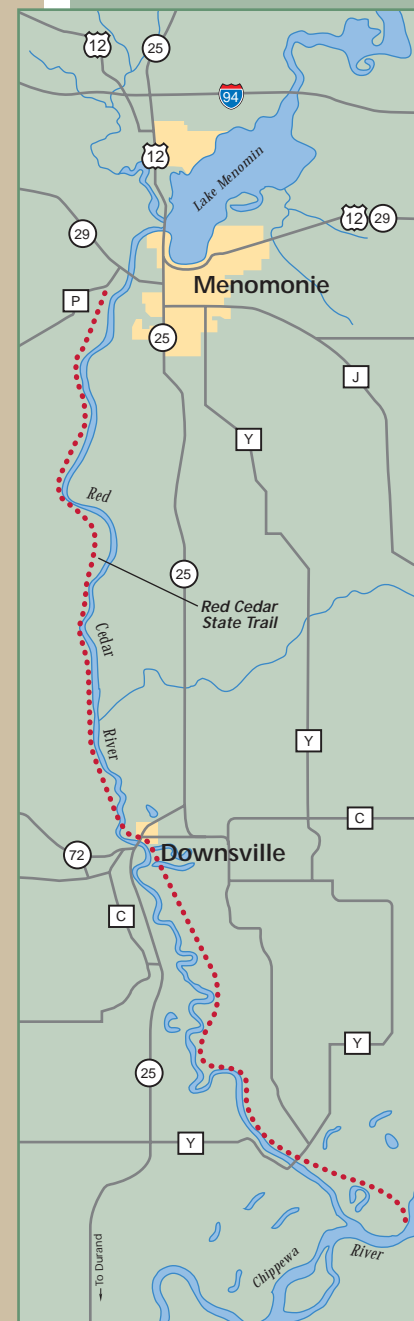 12
25
94
12
Lake Menomin
12
29
29
Menomonie
P
25
J
Y
Red
25
Red Cedar
State Trail
Cedar
River
Y
C
Downsville
72
C
Y
25
Y
River
Chippewa
To Durand